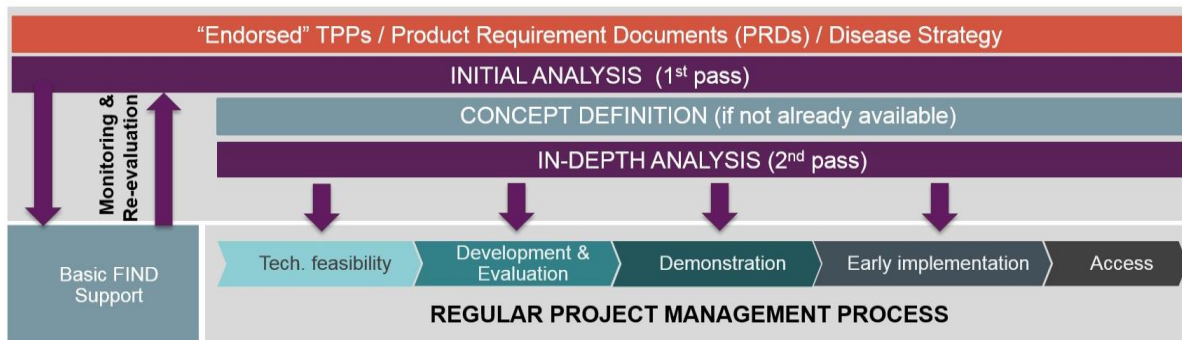 “Endorsed” TPPs / Product Requirement Documents (PRDs) / Disease Strategy
INITIAL ANALYSIS (1st pass)
Monitoring &
Re-evaluation
CONCEPT DEFINITION (if not already available)
IN-DEPTH ANALYSIS (2nd pass)
Basic FIND
Support
Tech. feasibility
Development &
Evaluation
Demonstration
Early implementation
Access
REGULAR PROJECT MANAGEMENT PROCESS